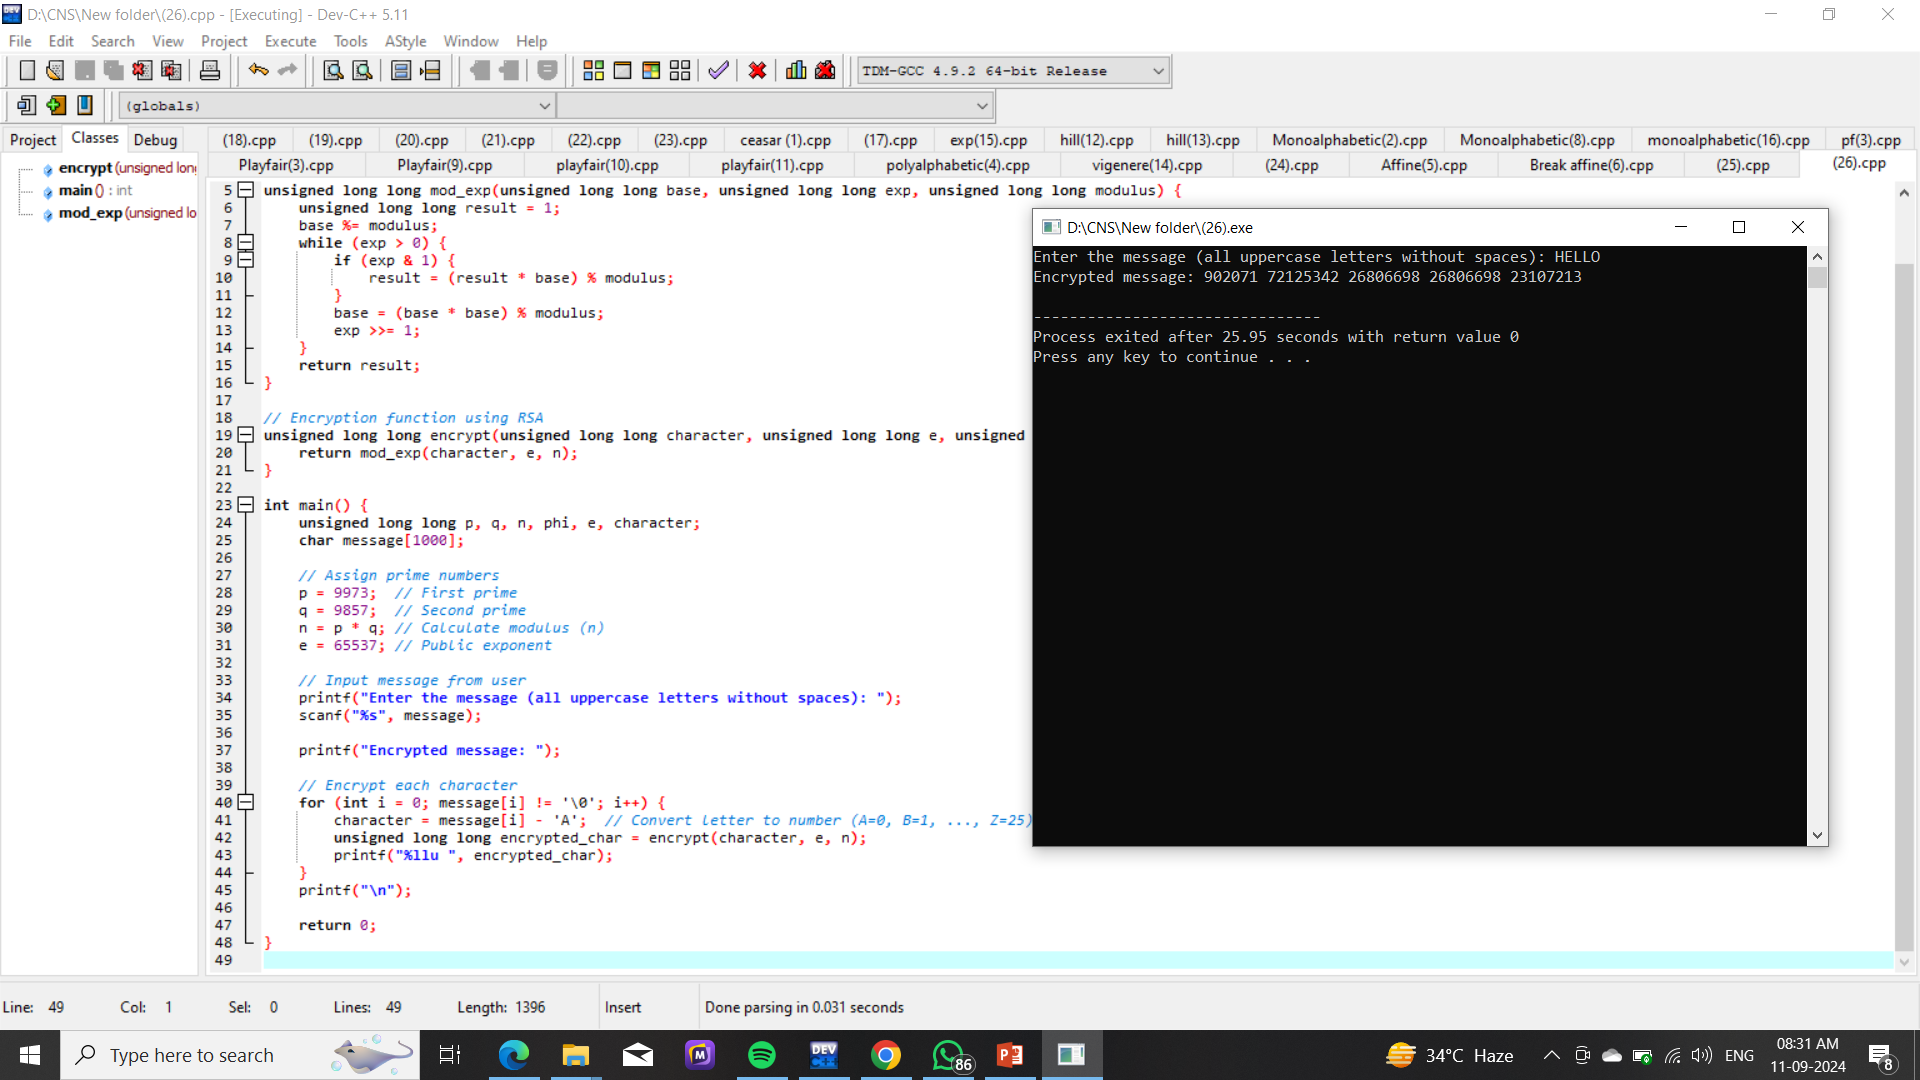 D:\CNS\New folder\(26).cpp - [Executing] - Dev-C++ 5.11
File Edit Search View Project Execute Tools AStyle Window Help
TDM-GCC 4.9.2 64-bit Release
(globals)
Project Classes Debug
(18).cpp (19).cpp (20).cpp (21).cpp (22).cpp (23).cpp ceasar (1).cpp (17).cpp exp(15).cpp hill(12).cpp hill(13).cpp Monoalphabetic(2).cpp Monoalphabetic(8).cpp monoalphabetic(16).cpp pf(3).cpp
Playfair(3).cpp Playfair(9).cpp playfair(10).cpp playfair(11).cpp polyalphabetic(4).cpp vigenere(14).cpp (24).cpp Affine(5).cpp Break affine(6).cpp (25).cpp (26).cpp
encrypt (unsigned long
main () : int
mod_exp (unsigned lo
5 unsigned long long mod_exp(unsigned long long base, unsigned long long exp, unsigned long long modulus) {
6 unsigned long long result = 1;
7 base %= modulus;
8 while (exp > 0) {
9 if (exp & 1) {
10 result = (result * base) % modulus;
11 }
12 base = (base * base) % modulus;
13 exp >>= 1;
14 }
15 return result;
16 }
17
18 // Encryption function using RSA
19 unsigned long long encrypt(unsigned long long character, unsigned long long e, unsigned
20 return mod_exp(character, e, n);
21 }
22
23 int main() {
24 unsigned long long p, q, n, phi, e, character;
25 char message[1000];
26
27 // Assign prime numbers
28 p = 9973; // First prime
29 q = 9857; // Second prime
30 n = p * q; // Calculate modulus (n)
31 e = 65537; // Public exponent
32
33 // Input message from user
34 printf("Enter the message (all uppercase letters without spaces): ");
35 scanf("%s", message);
36
37 printf("Encrypted message: ");
38
39 // Encrypt each character
40 for (int i = 0; message[i] != '\0'; i++) {
41 character = message[i] - 'A'; // Convert letter to number (A=0, B=1, ..., Z=25)
42 unsigned long long encrypted_char = encrypt(character, e, n);
43 printf("%llu ", encrypted_char);
44 }
45 printf("\n");
46
47 return 0;
48 }
49
D:\CNS\New folder\(26).exe
Enter the message (all uppercase letters without spaces): HELLO
Encrypted message: 902071 72125342 26806698 26806698 23107213
--------------------------------
Process exited after 25.95 seconds with return value 0
Press any key to continue . . .
Line: 49 Col: 1 Sel: 0 Lines: 49 Length: 1396 Insert Done parsing in 0.031 seconds
Type here to search
DEV
C++
86
34°C Haze
ENG
08:31 AM
11-09-2024
8